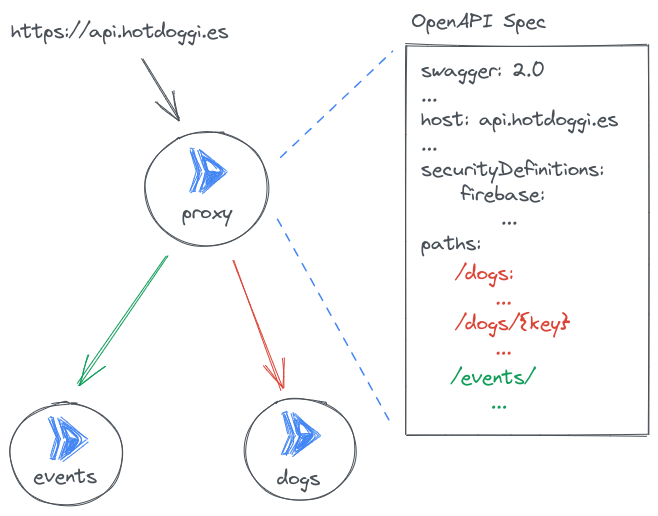 https://api.hotdoggi.es
proxy
events
dogs
OpenAPI Spec
swagger: 2.0
...
host: api.hotdoggi.es
...
securityDefinitions:
firebase:
...
paths:
/dogs:
...
/dogs/{key}
...
/events/
...